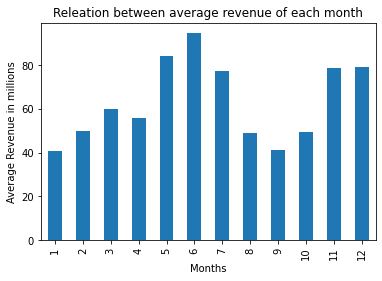 Releation between average revenue of each month
Average Revenue in millions
80
60
40
20
0
1 2 3 4 5 6 7 8 9 10 11 12
Months